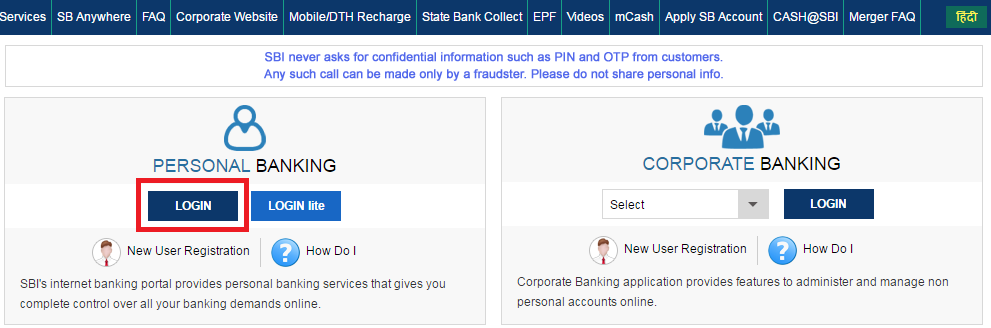 Services SB Anywhere FAQ Corporate Website Mobile/DTH Recharge State Bank Collect EPF Videos mCash Apply SB Account CASH@SBI Merger FAQ हिंदी
SBI never asks for confidential information such as PIN and OTP from customers.
Any such call can be made only by a fraudster. Please do not share personal info.
PERSONAL BANKING
LOGIN LOGIN lite
New User Registration ? How Do I
SBI's internet banking portal provides personal banking services that gives you
complete control over all your banking demands online.
CORPORATE BANKING
Select LOGIN
New User Registration ? How Do I
Corporate Banking application provides features to administer and manage non
personal accounts online.